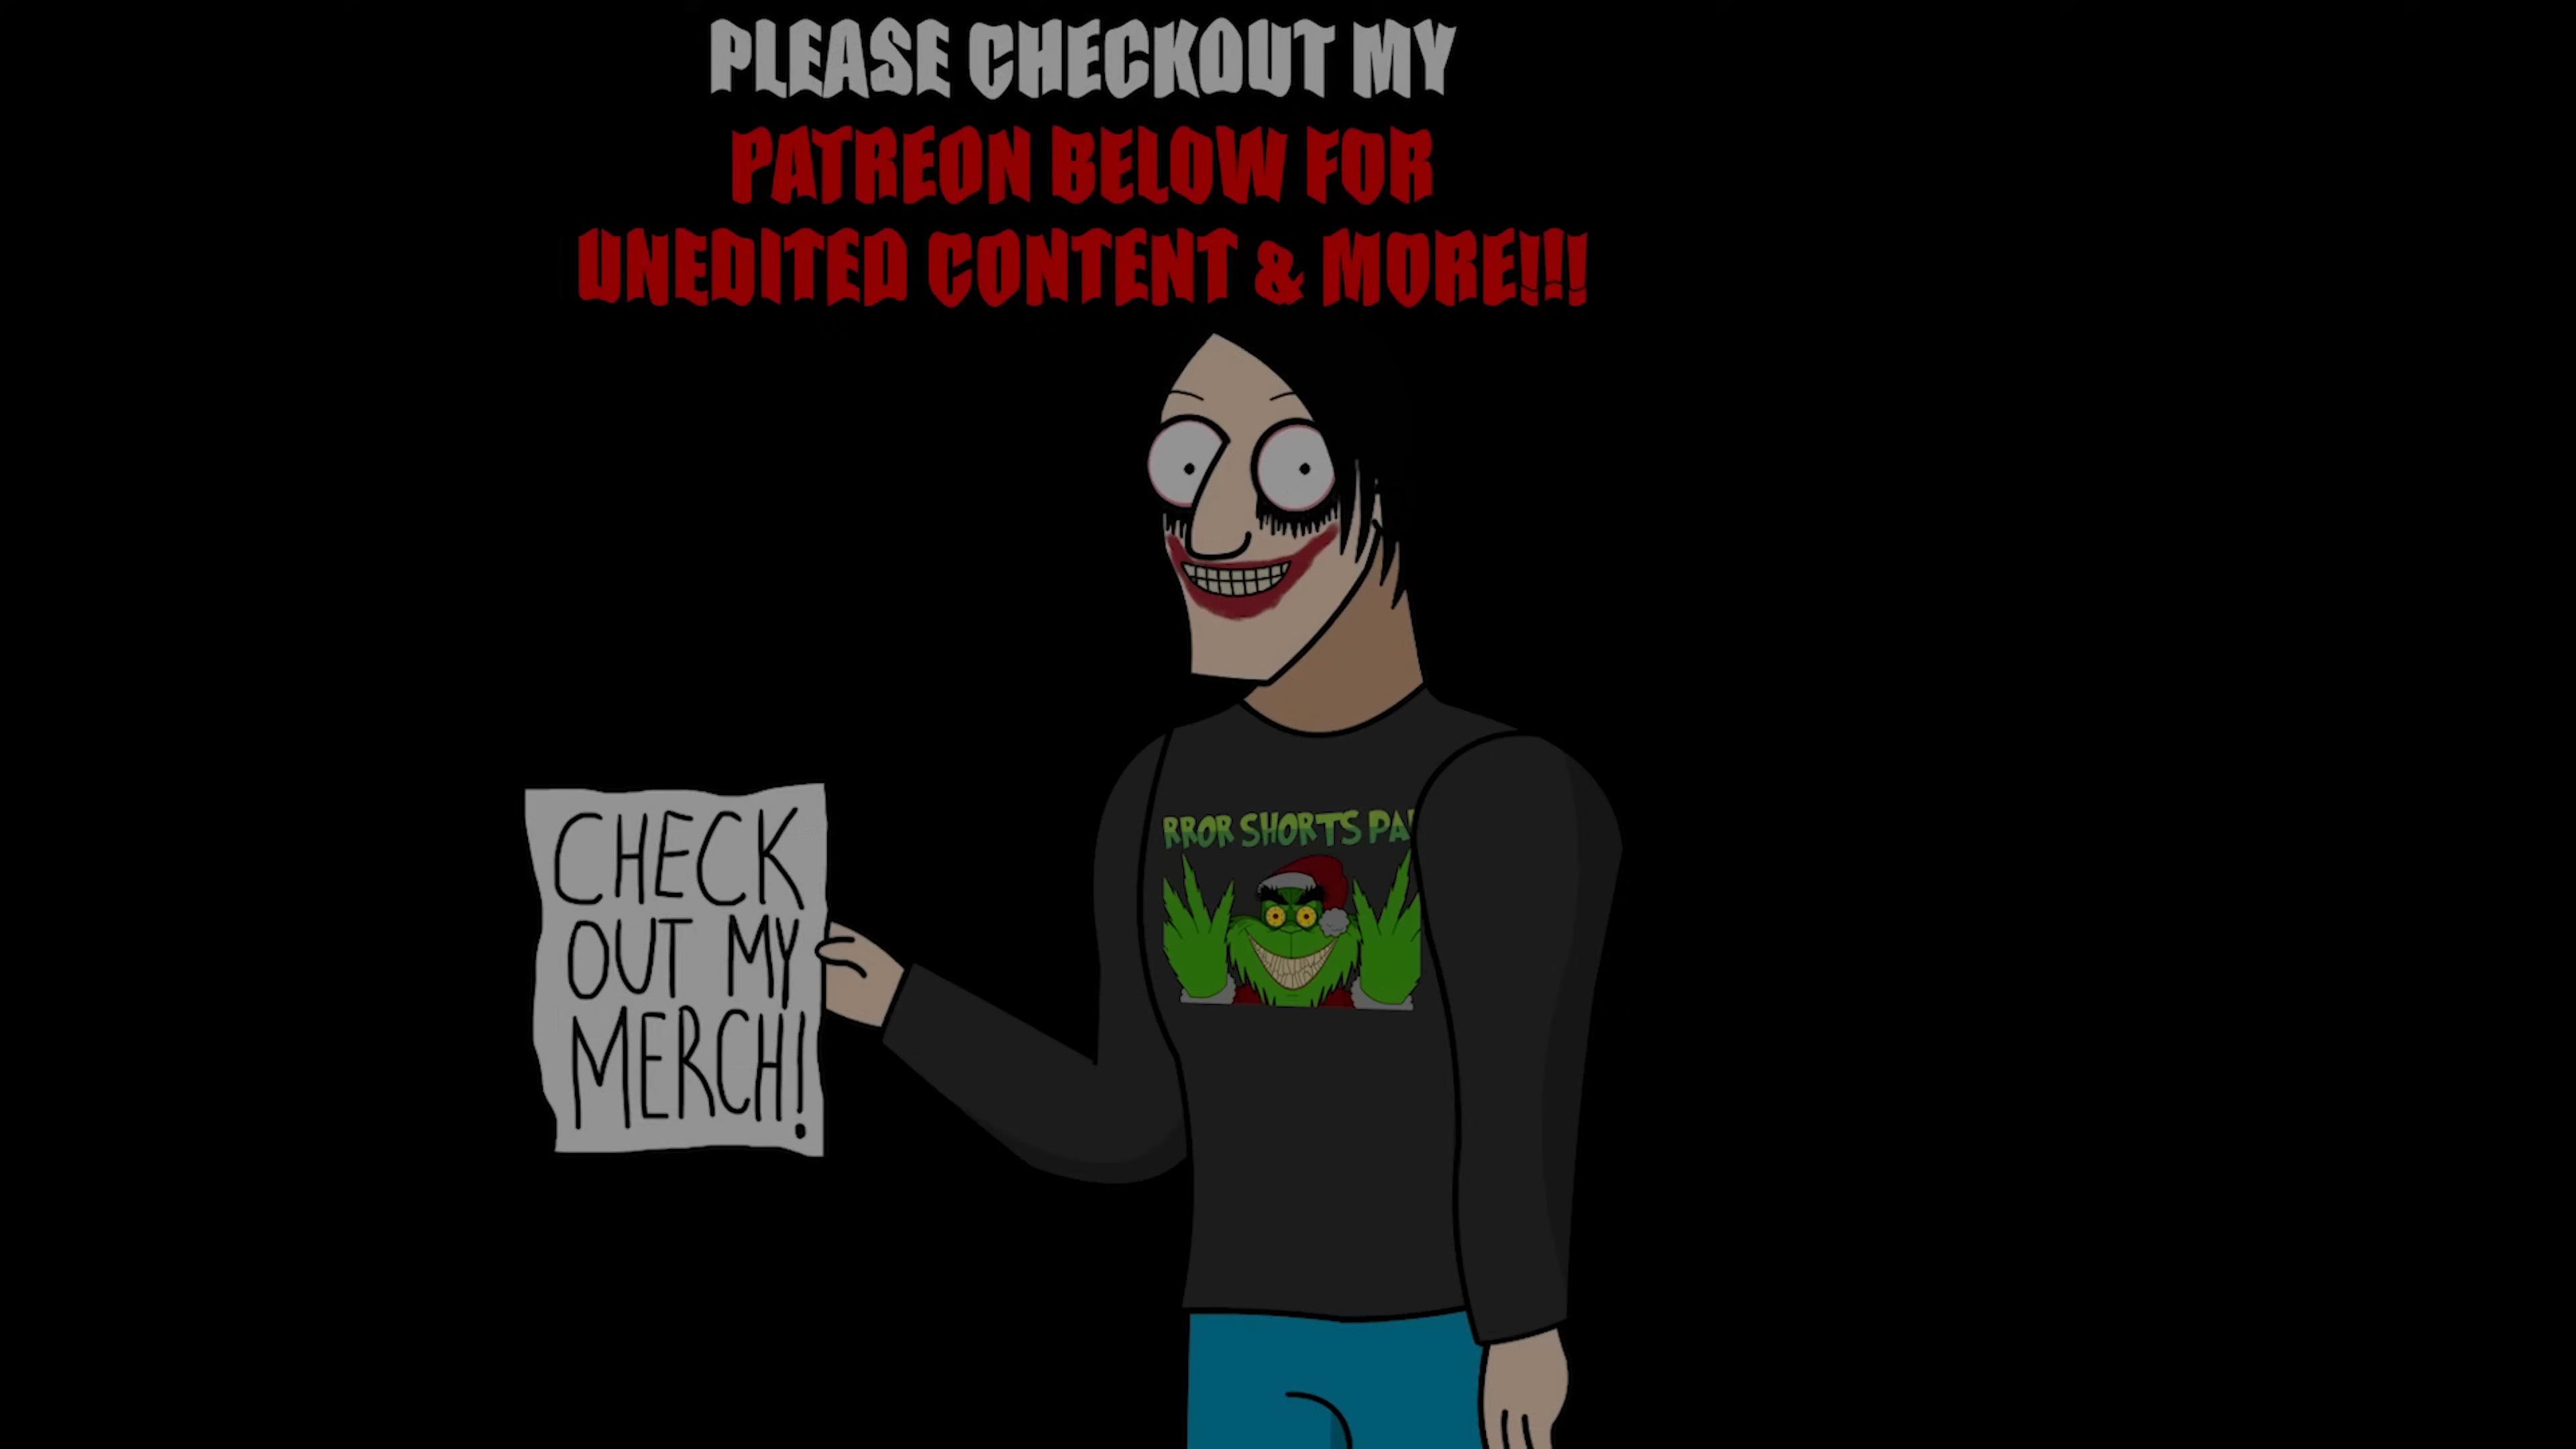 PLEASE CHECKOUT MY
PATREON BELOW FOR
UNEDITED CONTENT & MORE!!!
CHECK
OUT MY
MERCH!
RROR SHORTS PA